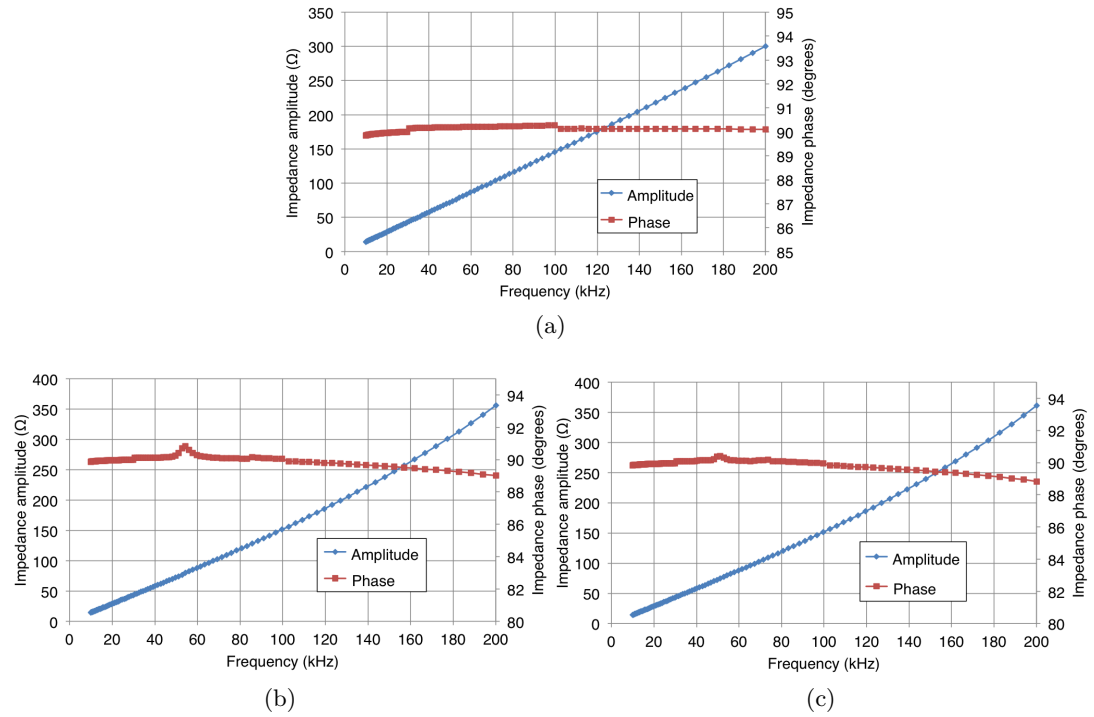 350
300
250
200
150
100
50
0
Impedance amplitude (Ω)
95
94
93
92
91
90
89
88
87
86
85
Impedance phase (degrees)
Amplitude
Phase
0 20 40 60 80 100 120 140 160 180 200
Frequency (kHz)
(a)
400
350
300
250
200
150
100
50
0
Impedance amplitude (Ω)
94
92
90
88
86
84
82
80
Impedance phase (degrees)
Amplitude
Phase
0 20 40 60 80 100 120 140 160 180 200
Frequency (kHz)
(b)
400
350
300
250
200
150
100
50
0
Impedance amplitude (Ω)
94
92
90
88
86
84
82
80
Impedance phase (degrees)
Amplitude
Phase
0 20 40 60 80 100 120 140 160 180 200
Frequency (kHz)
(c)